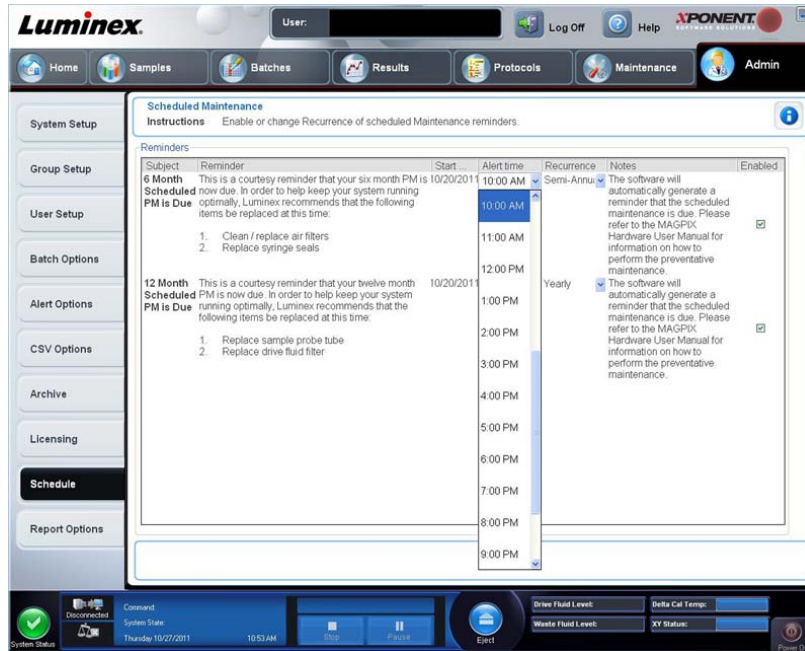 Luminex.
User:
Log Off
Help
XPONENT
SOFTWARE SOLUTIONS
Home
Samples
Batches
Results
Protocols
Maintenance
Admin
System Setup
Group Setup
User Setup
Batch Options
Alert Options
CSV Options
Archive
Licensing
Schedule
Report Options
Scheduled Maintenance
Instructions Enable or change Recurrence of scheduled Maintenance reminders.
Reminders
Subject Reminder Start ... Alert time Recurrence Notes Enabled
6 Month
Scheduled
PM is Due
This is a courtesy reminder that your six month PM is
now due. In order to help keep your system running
optimally, Luminex recommends that the following
items be replaced at this time:
1. Clean / replace air filters
2. Replace syringe seals
10/20/2011
10:00 AM
Semi-Annu
The software will
automatically generate a
reminder that the scheduled
maintenance is due. Please
refer to the MAGPIX
Hardware User Manual for
information on how to
perform the preventative
maintenance.
12 Month
Scheduled
PM is Due
This is a courtesy reminder that your twelve month
PM is now due. In order to help keep your system
running optimally, Luminex recommends that the
following items be replaced at this time:
1. Replace sample probe tube
2. Replace drive fluid filter
10/20/2011
Yearly
The software will
automatically generate a
reminder that the scheduled
maintenance is due. Please
refer to the MAGPIX
Hardware User Manual for
information on how to
perform the preventative
maintenance.
10:00 AM
11:00 AM
12:00 PM
1:00 PM
2:00 PM
3:00 PM
4:00 PM
5:00 PM
6:00 PM
7:00 PM
8:00 PM
9:00 PM
System Status
Disconnected
Command:
System State:
Thursday 10/27/2011 10:53 AM
Stop
Pause
Eject
Drive Fluid Level:
Waste Fluid Level:
Delta Cal Temp:
XY Status:
Power O